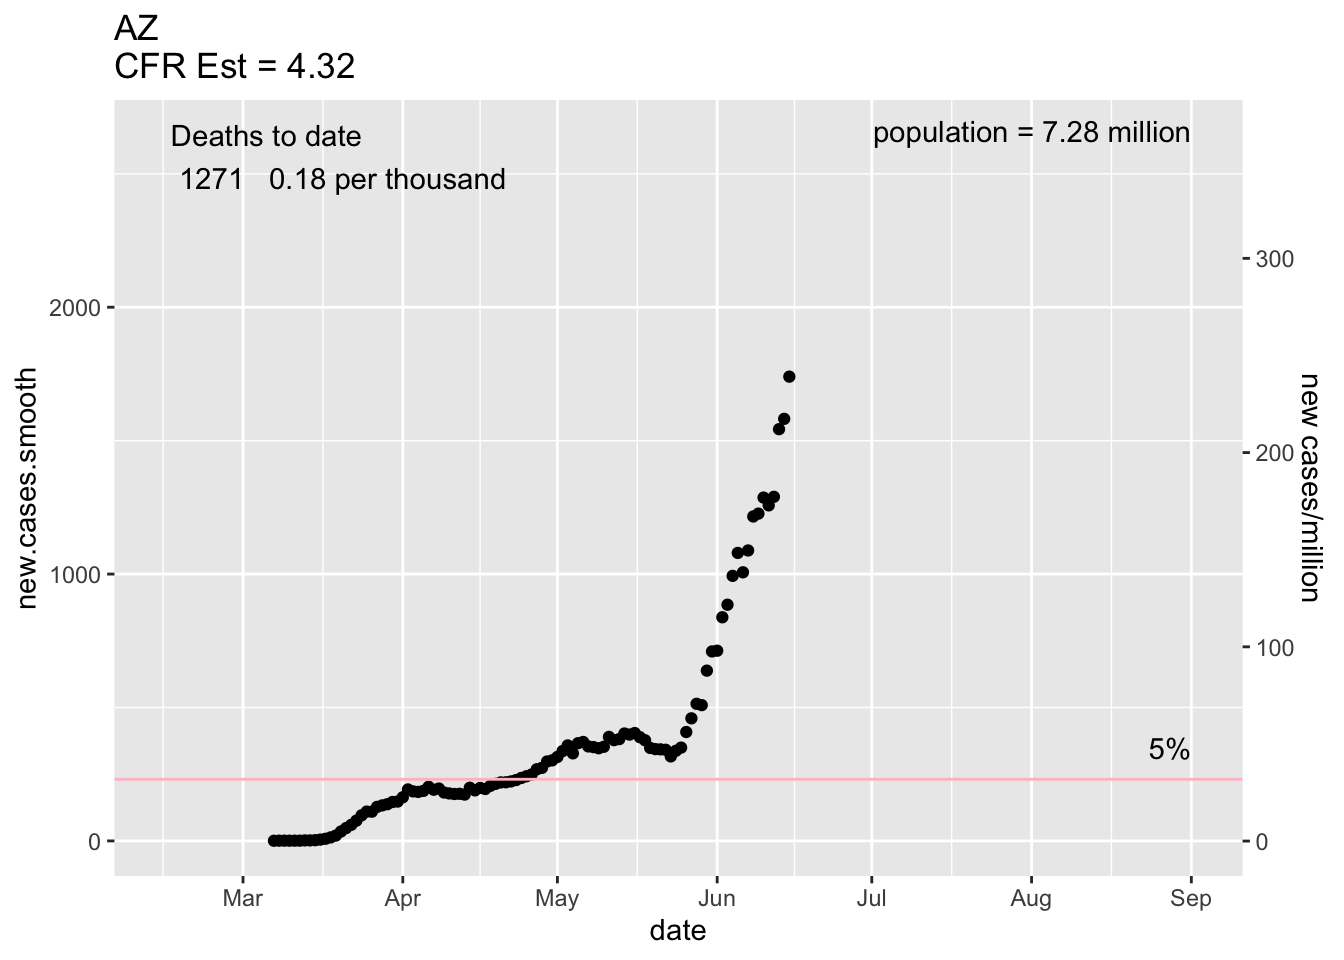 AZ
CFR Est = 4.32
Deaths to date
1271 0.18 per thousand
population = 7.28 million
2000
1000
0
new.cases.smooth
300
200
100
0
new cases/million
5%
Mar Apr May Jun Jul Aug Sep
date